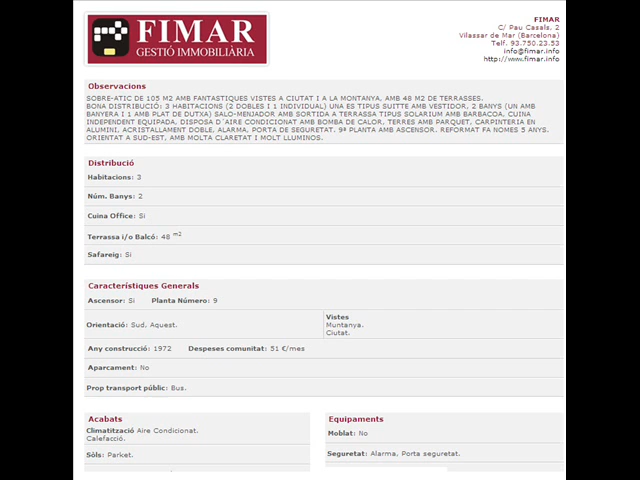 FIMAR
GESTIÓ IMMOBILIÀRIA
FIMAR
C/ Pau Casals, 2
Vilassar de Mar (Barcelona)
Telf. 93.750.23.53
info@fimar.info
http://www.fimar.info
Observacions
SOBRE-ATIC DE 105 M2 AMB FANTASTIQUES VISTES A CIUTAT I A LA MONTANYA, AMB 48 M2 DE TERRASSES.
BONA DISTRIBUCIÓ: 3 HABITACIONS (2 DOBLES I 1 INDIVIDUAL) UNA ES TIPUS SUITTE AMB VESTIDOR, 2 BANYS (UN AMB
BANYERA I 1 AMB PLAT DE DUTXA) SALO-MENJADOR AMB SORTIDA A TERRASSA TIPUS SOLARIUM AMB BARBACOA, CUINA
INDEPENDENT EQUIPADA, DISPOSA D´AIRE CONDICIONAT AMB BOMBA DE CALOR, TERRES AMB PARQUET, CARPINTERIA EN
ALUMINI, ACRISTALLAMENT DOBLE, ALARMA, PORTA DE SEGURETAT. 9ª PLANTA AMB ASCENSOR. REFORMAT FA NOMES 5 ANYS.
ORIENTAT A SUD-EST, AMB MOLTA CLARETAT I MOLT LLUMINOS.
Distribució
Habitacions: 3
Núm. Banys: 2
Cuina Office: Si
Terrassa i/o Balcó: 48 m2
Safareig: Si
Característiques Generals
Ascensor: Si Planta Número: 9
Orientació: Sud, Aquest.
Vistes
Muntanya.
Ciutat.
Any construcció: 1972 Despeses comunitat: 51 €/mes
Aparcament: No
Prop transport públic: Bus.
Acabats
Climatització Aire Condicionat.
Calefacció.
Sòls: Parket.
Equipaments
Moblat: No
Seguretat: Alarma, Porta seguretat.